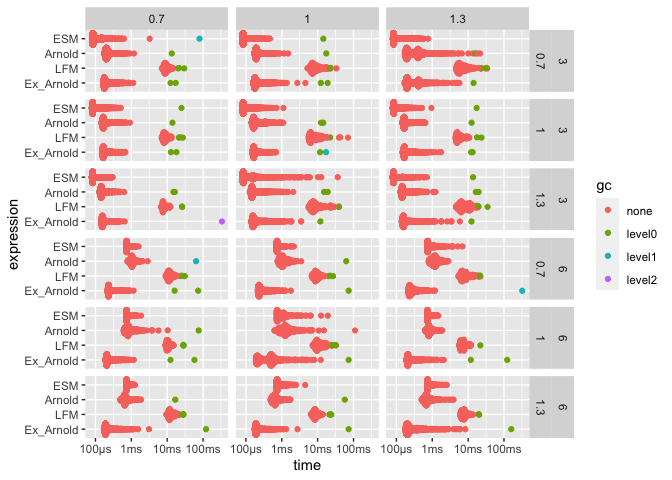 0.7 1 1.3
ESM
Arnold
LFM
Ex_Arnold
0.7 3
ESM
Arnold
LFM
Ex_Arnold
1 3
ESM
Arnold
LFM
Ex_Arnold
1.3 3
ESM
Arnold
LFM
Ex_Arnold
0.7 6
ESM
Arnold
LFM
Ex_Arnold
1 6
ESM
Arnold
LFM
Ex_Arnold
1.3 6
100µs 1ms 10ms 100ms 100µs 1ms 10ms 100ms 100µs 1ms 10ms 100ms
time
expression
gc
none
level0
level1
level2